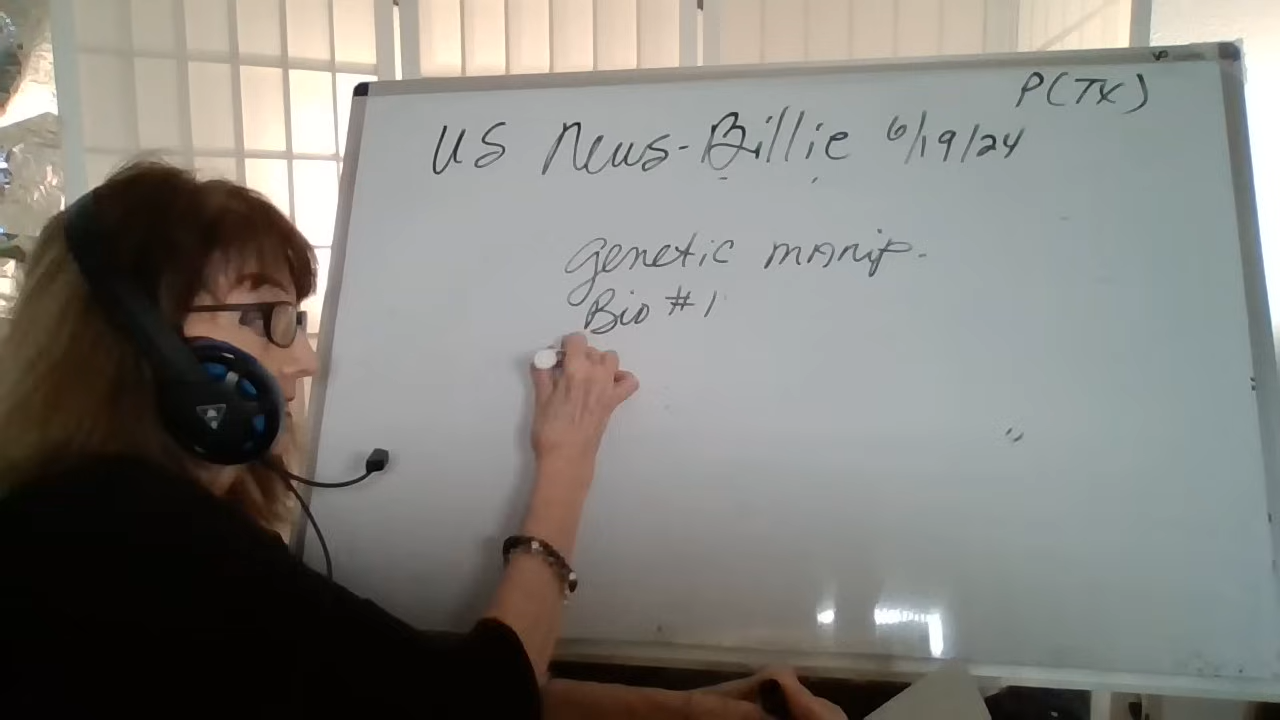 P(TX)
US News-Billie 6/19/24
genetic manip.
Bio #1